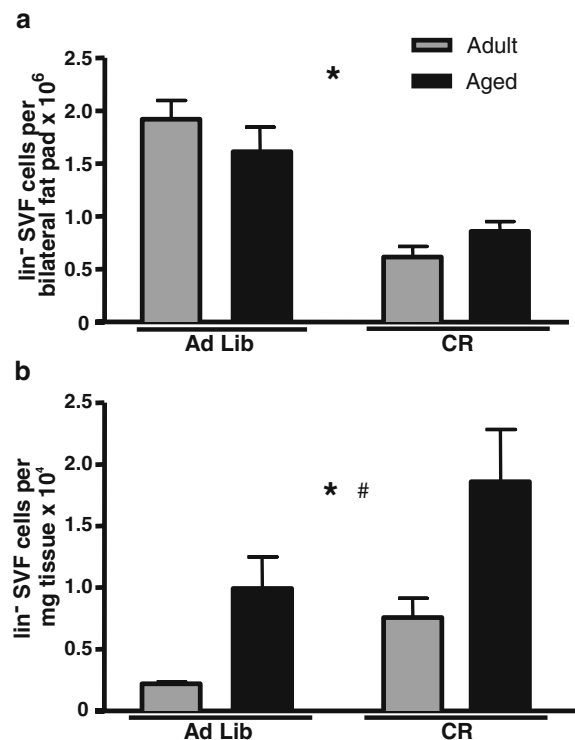 a
Adult
Aged
*
lin⁻ SVF cells per
bilateral fat pad x 10⁶
2.5
2.0
1.5
1.0
0.5
0
Ad Lib
CR
b
* #
lin⁻ SVF cells per
mg tissue x 10⁴
2.5
2.0
1.5
1.0
0.5
0
Ad Lib
CR